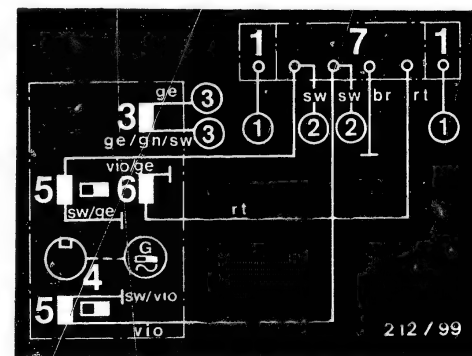 1 7 1
ge
3 3
sw sw br rt
3
ge/gn/sw
1 2 2 1
vio/ge
5 6
sw/ge
rt
G
4
sw/vio
5
vio
212/99